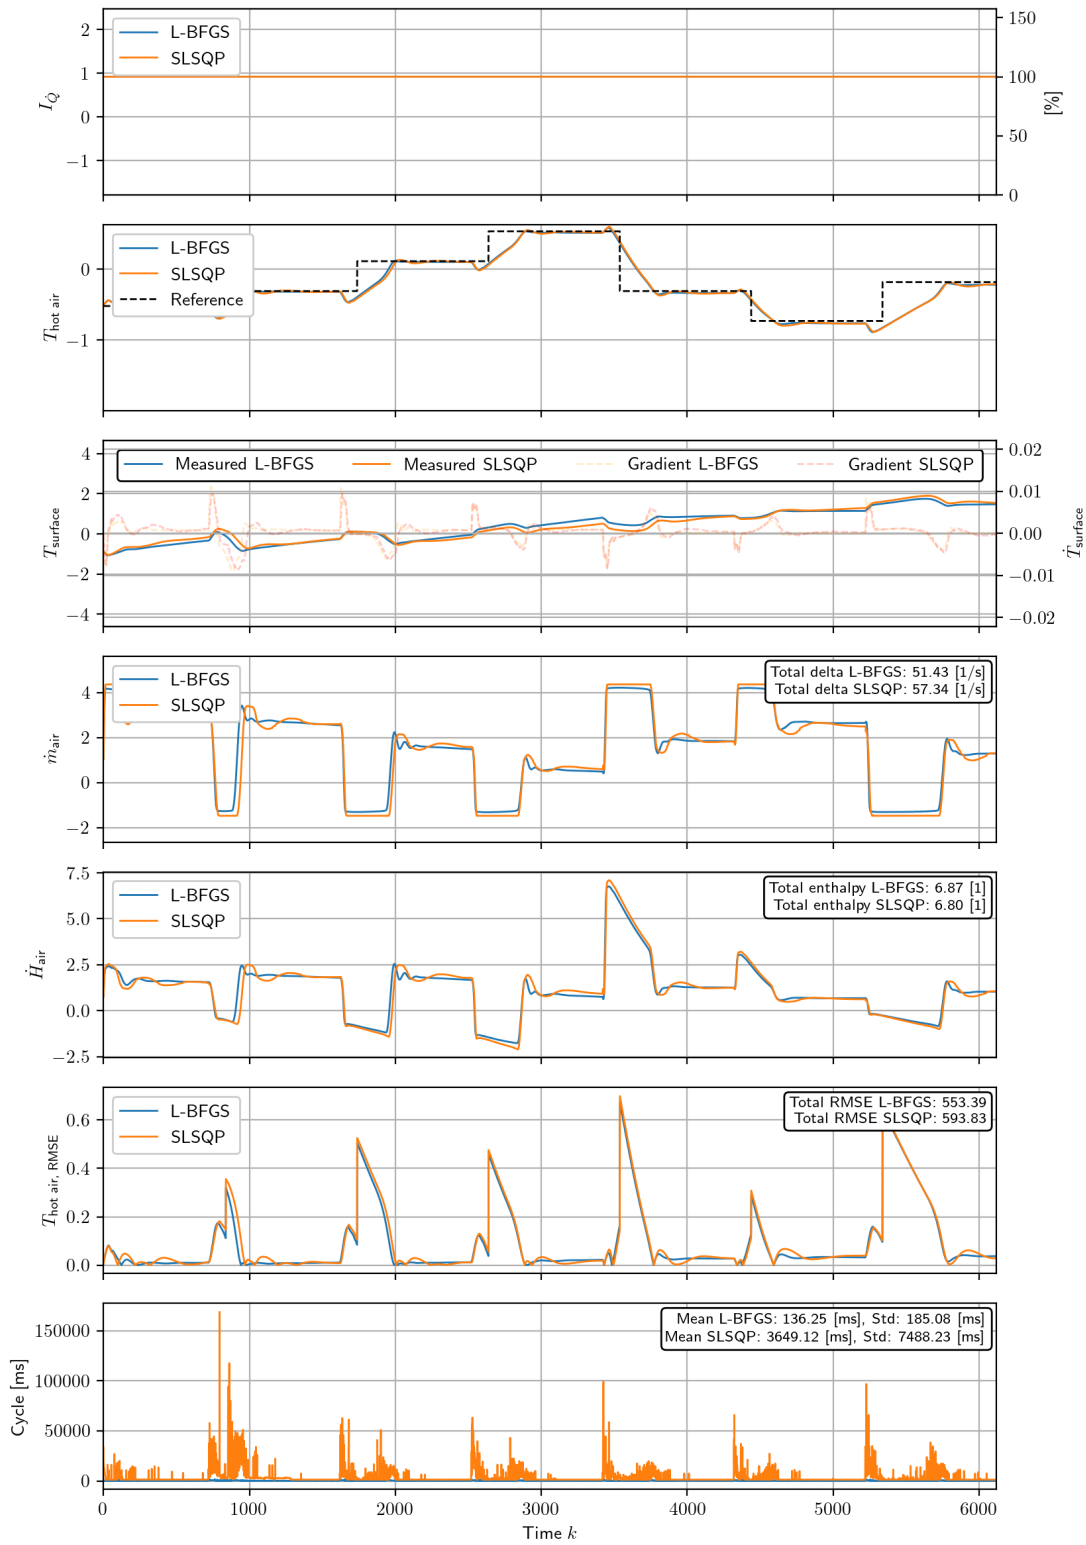 2
1
0
−1
I_Q̇
L-BFGS
SLSQP
150
100
50
0
[%]
0
−1
T_hot air
L-BFGS
SLSQP
Reference
4
2
0
−2
−4
T_surface
Measured L-BFGS Measured SLSQP Gradient L-BFGS Gradient SLSQP
0.02
0.01
0.00
−0.01
−0.02
Ṫ_surface
4
2
0
−2
ṁ_air
L-BFGS
SLSQP
Total delta L-BFGS: 51.43 [1/s]
Total delta SLSQP: 57.34 [1/s]
7.5
5.0
2.5
0.0
−2.5
Ḣ_air
L-BFGS
SLSQP
Total enthalpy L-BFGS: 6.87 [1]
Total enthalpy SLSQP: 6.80 [1]
0.6
0.4
0.2
0.0
T_hot air, RMSE
L-BFGS
SLSQP
Total RMSE L-BFGS: 553.39
Total RMSE SLSQP: 593.83
150000
100000
50000
0
Cycle [ms]
Mean L-BFGS: 136.25 [ms], Std: 185.08 [ms]
Mean SLSQP: 3649.12 [ms], Std: 7488.23 [ms]
0 1000 2000 3000 4000 5000 6000
Time k